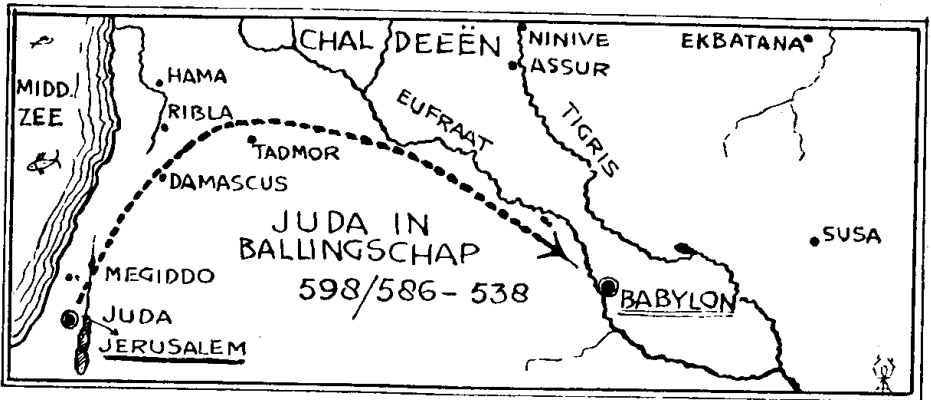 CHALDEEËN
NINIVE
EKBATANA
ASSUR
HAMA
MIDD.
ZEE
RIBLA
EUFRAAT
TIGRIS
TADMOR
DAMASCUS
JUDA IN
BALLINGSCHAP
598/586-538
SUSA
MEGIDDO
BABYLON
JUDA
JERUSALEM